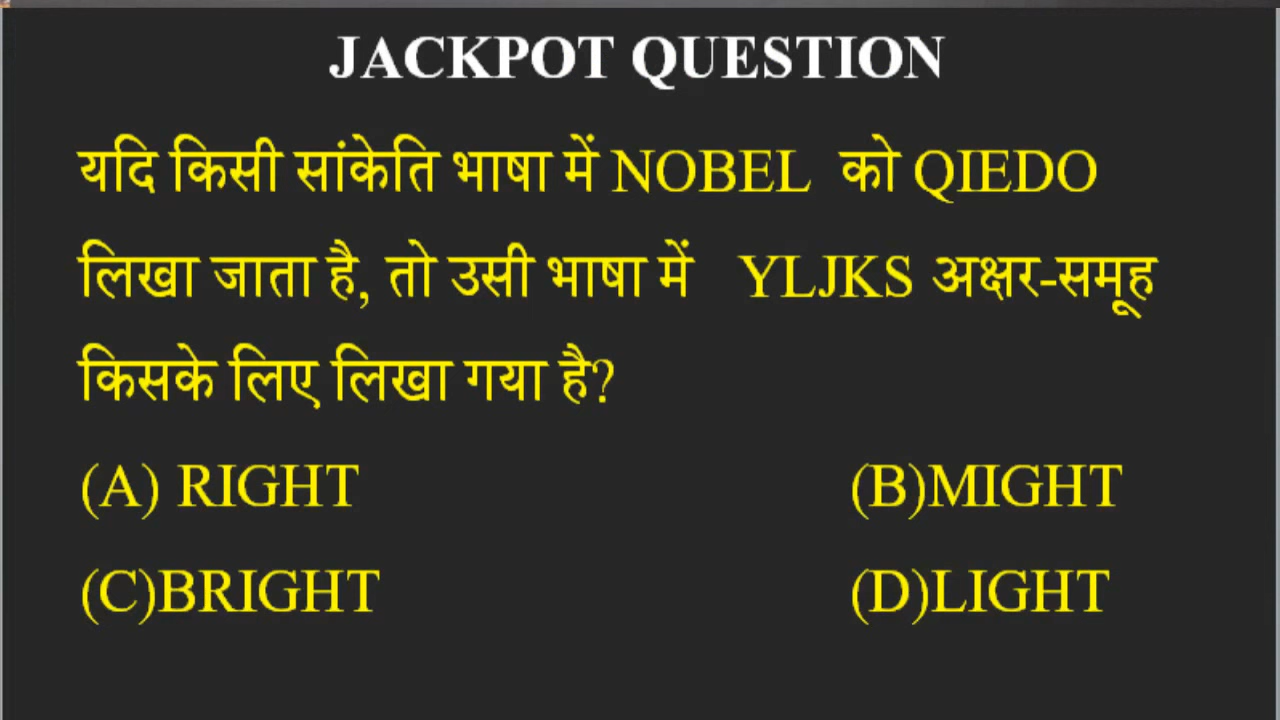 JACKPOT QUESTION
यदि किसी सांकेति भाषा में NOBEL को QIEDO
लिखा जाता है, तो उसी भाषा में YLJKS अक्षर-समूह
किसके लिए लिखा गया है?
(A) RIGHT (B)MIGHT
(C)BRIGHT (D)LIGHT